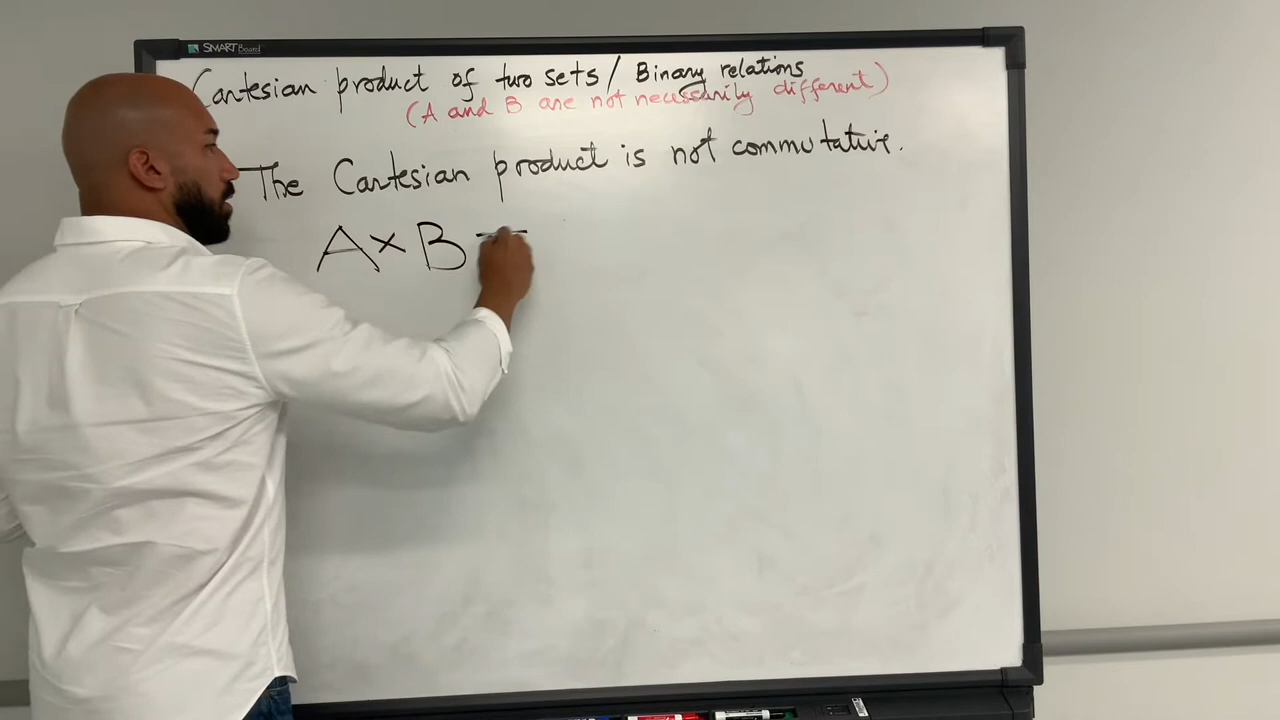 SMART Board
Cartesian product of two sets / Binary relations
(A and B are not necessarily different)
The Cartesian product is not commutative.
A × B